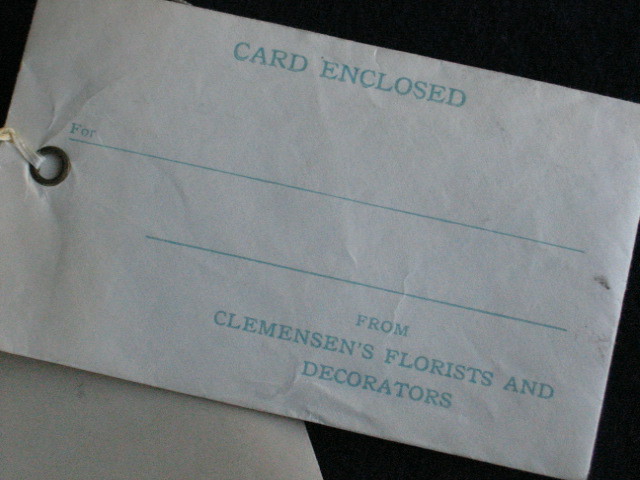 CARD ENCLOSED
For
FROM
CLEMENSEN'S FLORISTS AND
DECORATORS